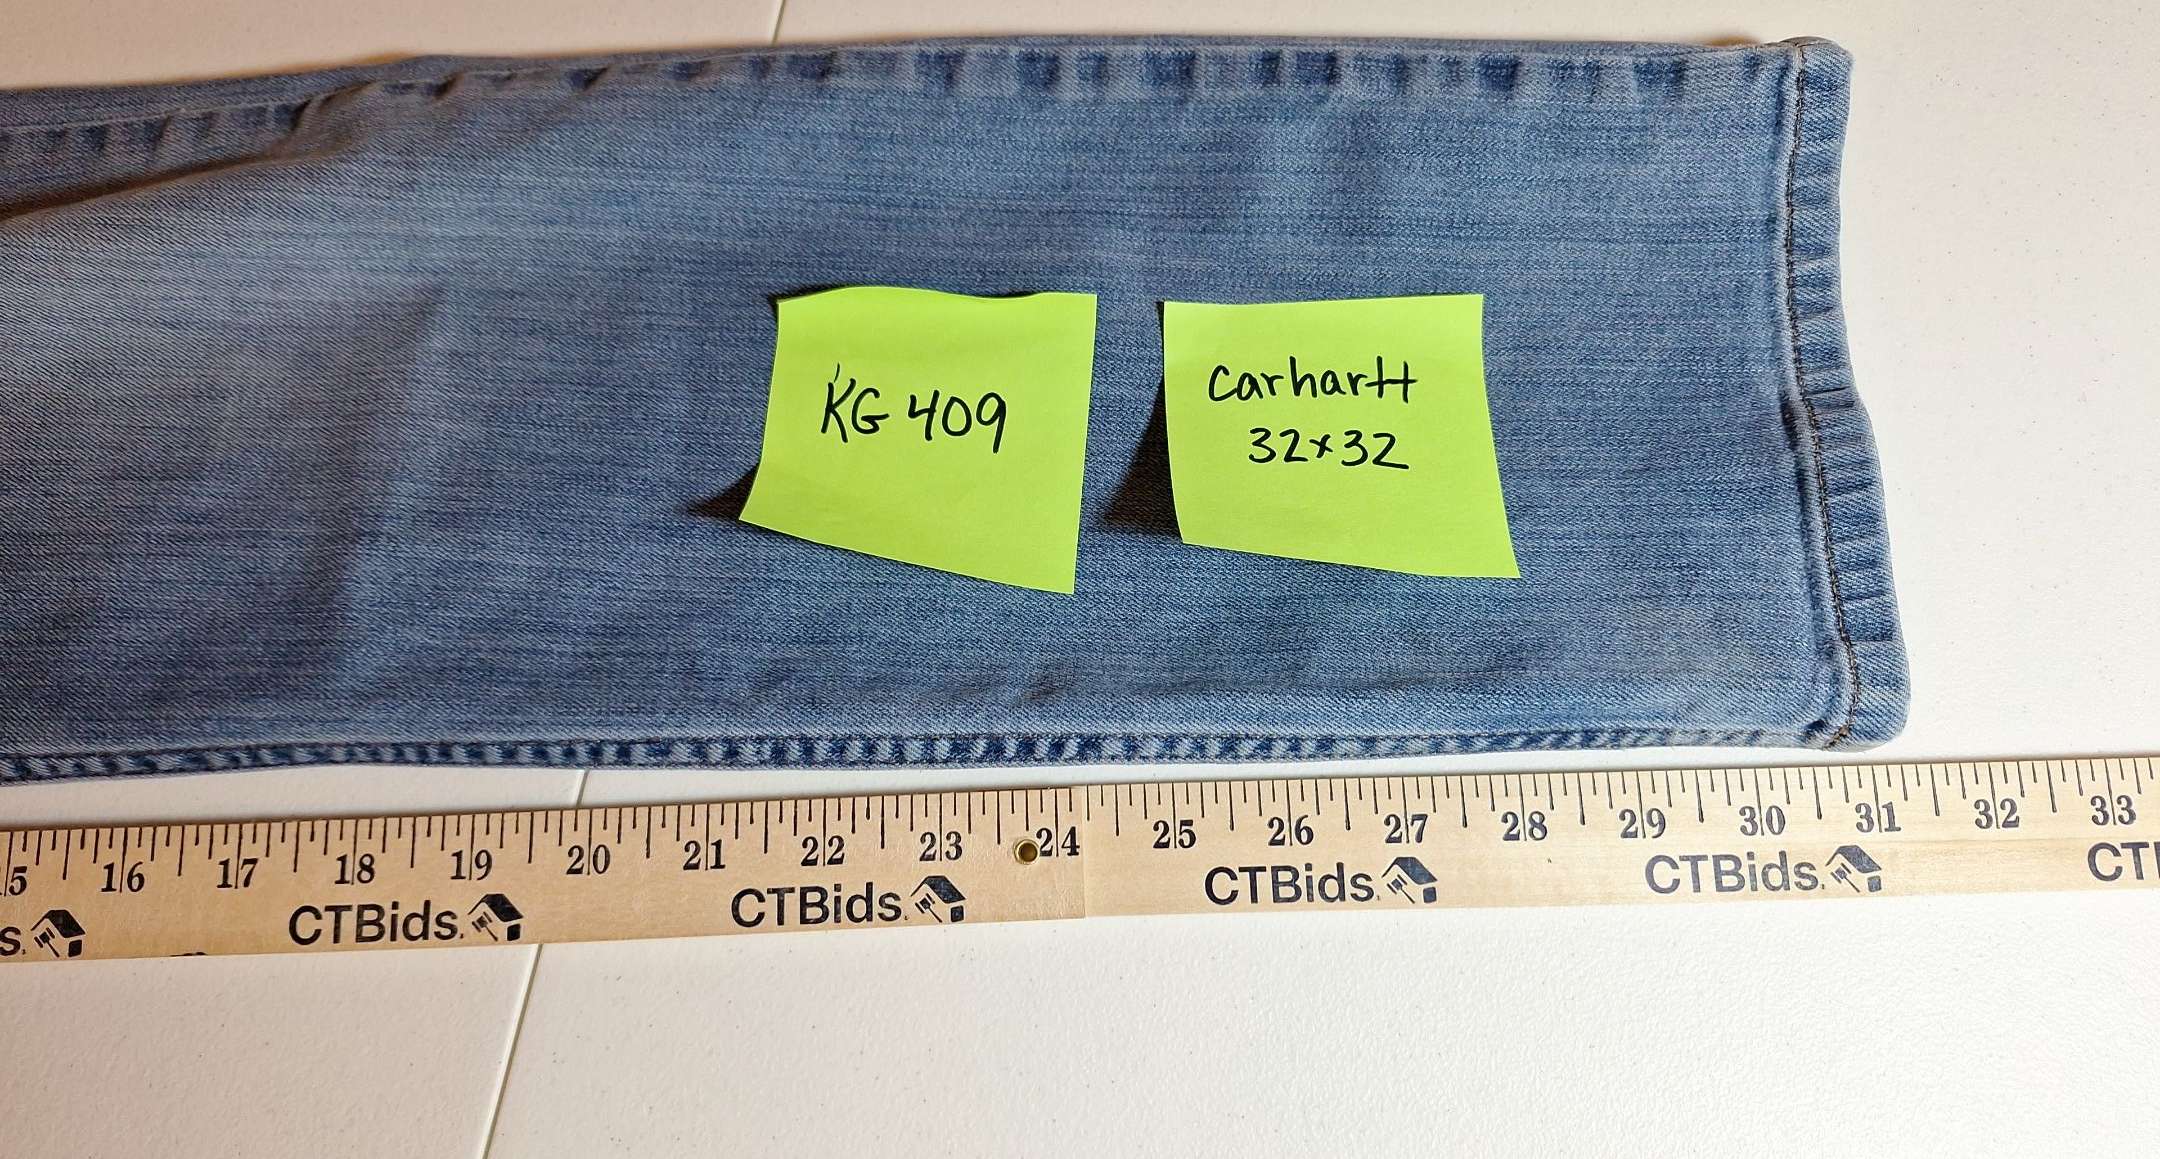 KG 409
Carhartt
32x32
15 16 17 18 19 20 21 22 23 24 25 26 27 28 29 30 31 32 33
s. CTBids. CTBids. CTBids. CTBids. CTB